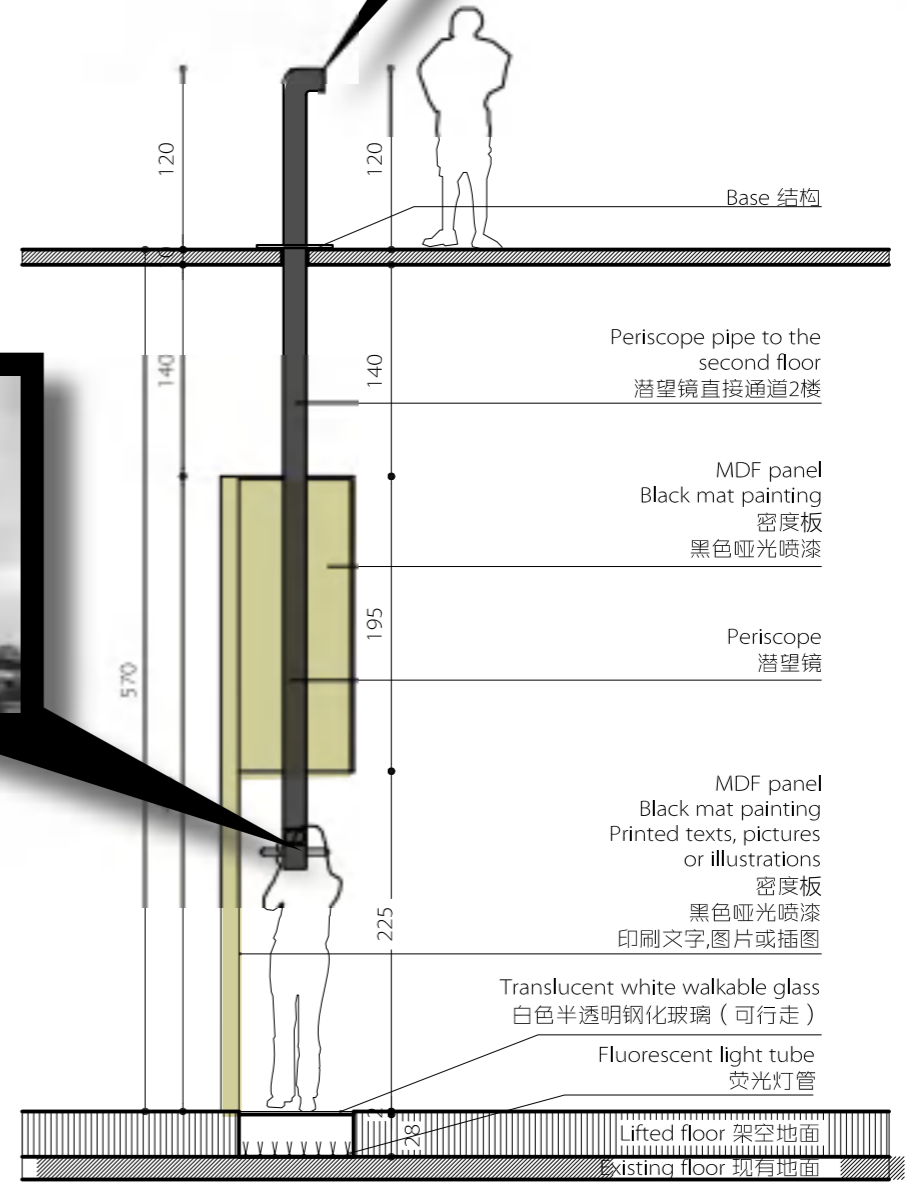 120
120
Base 结构
Periscope pipe to the
second floor
潜望镜直接通道2楼
140
140
MDF panel
Black mat painting
密度板
黑色哑光喷漆
195
Periscope
潜望镜
570
MDF panel
Black mat painting
Printed texts, pictures
or illustrations
密度板
黑色哑光喷漆
印刷文字,图片或插图
225
Translucent white walkable glass
白色半透明钢化玻璃（可行走）
Fluorescent light tube
荧光灯管
28
Lifted floor 架空地面
Existing floor 现有地面